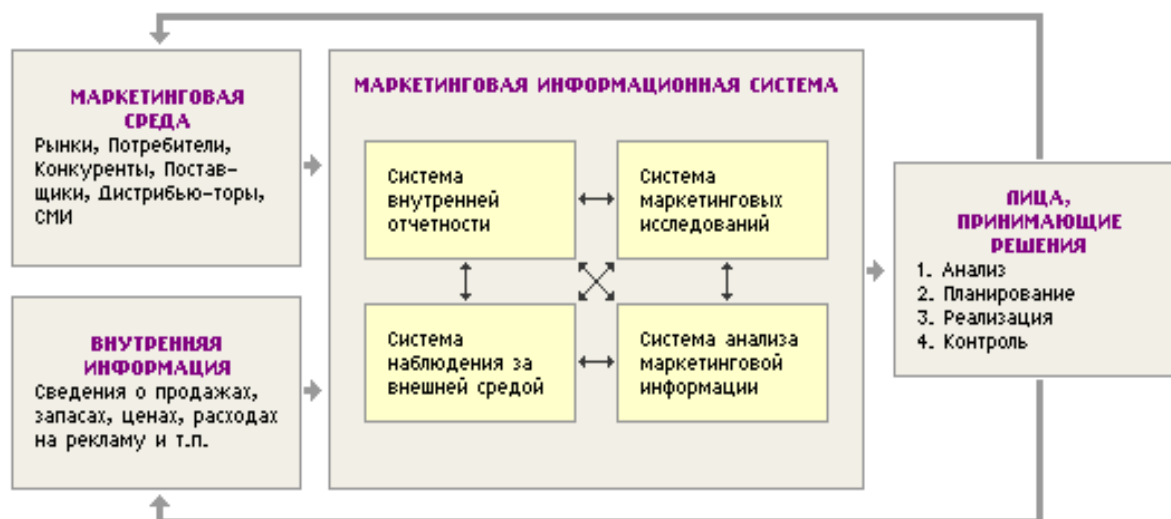 МАРКЕТИНГОВАЯ
СРЕДА
Рынки, Потребители,
Конкуренты, Постав-
щики, Дистрибью-торы,
СМИ
ВНУТРЕННЯЯ
ИНФОРМАЦИЯ
Сведения о продажах,
запасах, ценах, расходах
на рекламу и т.п.
МАРКЕТИНГОВАЯ ИНФОРМАЦИОННАЯ СИСТЕМА
Система
внутренней
отчетности
Система
маркетинговых
исследований
Система
наблюдения за
внешней средой
Система анализа
маркетинговой
информации
ЛИЦА,
ПРИНИМАЮЩИЕ
РЕШЕНИЯ
1. Анализ
2. Планирование
3. Реализация
4. Контроль